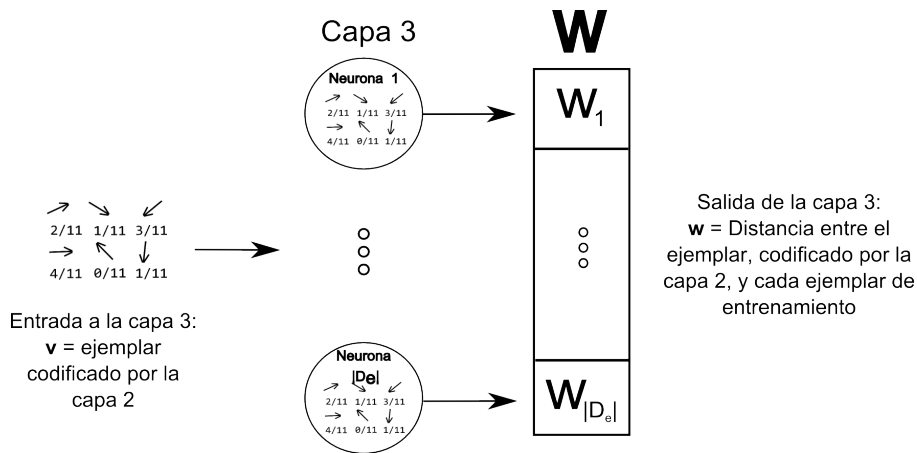 Capa 3
W
Neurona 1
2/11 1/11 3/11
4/11 0/11 1/11
W1
2/11 1/11 3/11
4/11 0/11 1/11
Entrada a la capa 3:
v = ejemplar
codificado por la
capa 2
Salida de la capa 3:
w = Distancia entre el
ejemplar, codificado por la
capa 2, y cada ejemplar de
entrenamiento
Neurona
|De|
2/11 1/11 3/11
4/11 0/11 1/11
W|De|